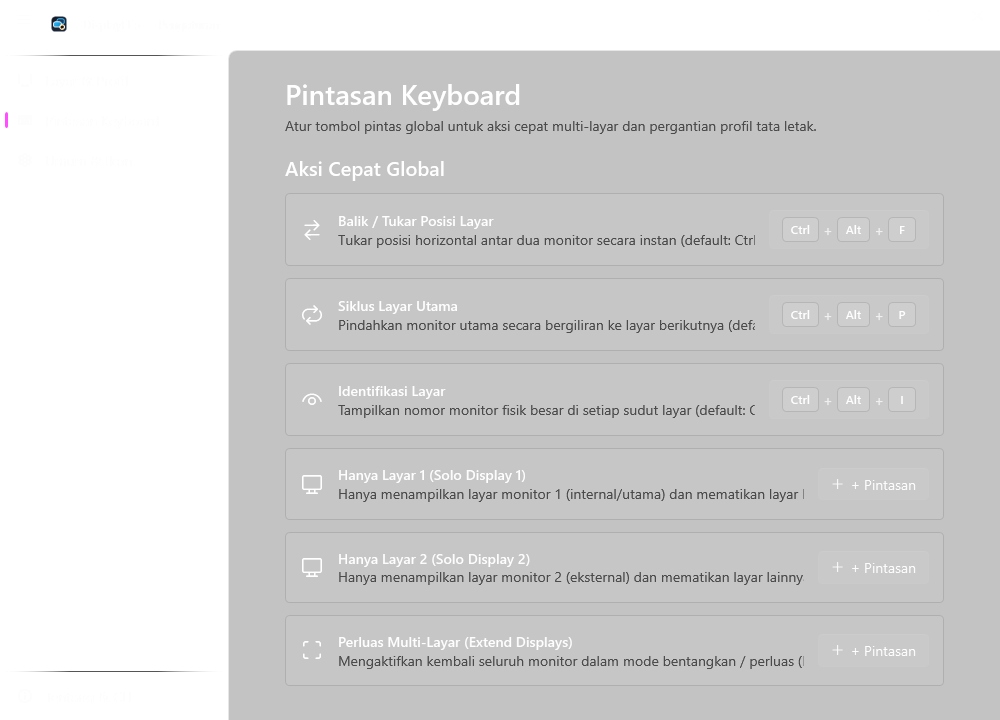 Pintasan Keyboard
Atur tombol pintas global untuk aksi cepat multi-layar dan pergantian profil tata letak.
Aksi Cepat Global
Balik / Tukar Posisi Layar
Tukar posisi horizontal antar dua monitor secara instan (default: Ctrl
Ctrl + Alt + F
Siklus Layar Utama
Pindahkan monitor utama secara bergiliran ke layar berikutnya (defa
Ctrl + Alt + P
Identifikasi Layar
Tampilkan nomor monitor fisik besar di setiap sudut layar (default: C
Ctrl + Alt + I
Hanya Layar 1 (Solo Display 1)
Hanya menampilkan layar monitor 1 (internal/utama) dan mematikan layar
+ + Pintasan
Hanya Layar 2 (Solo Display 2)
Hanya menampilkan layar monitor 2 (eksternal) dan mematikan layar lainny
+ + Pintasan
Perluas Multi-Layar (Extend Displays)
Mengaktifkan kembali seluruh monitor dalam mode bentangkan / perluas (
+ + Pintasan